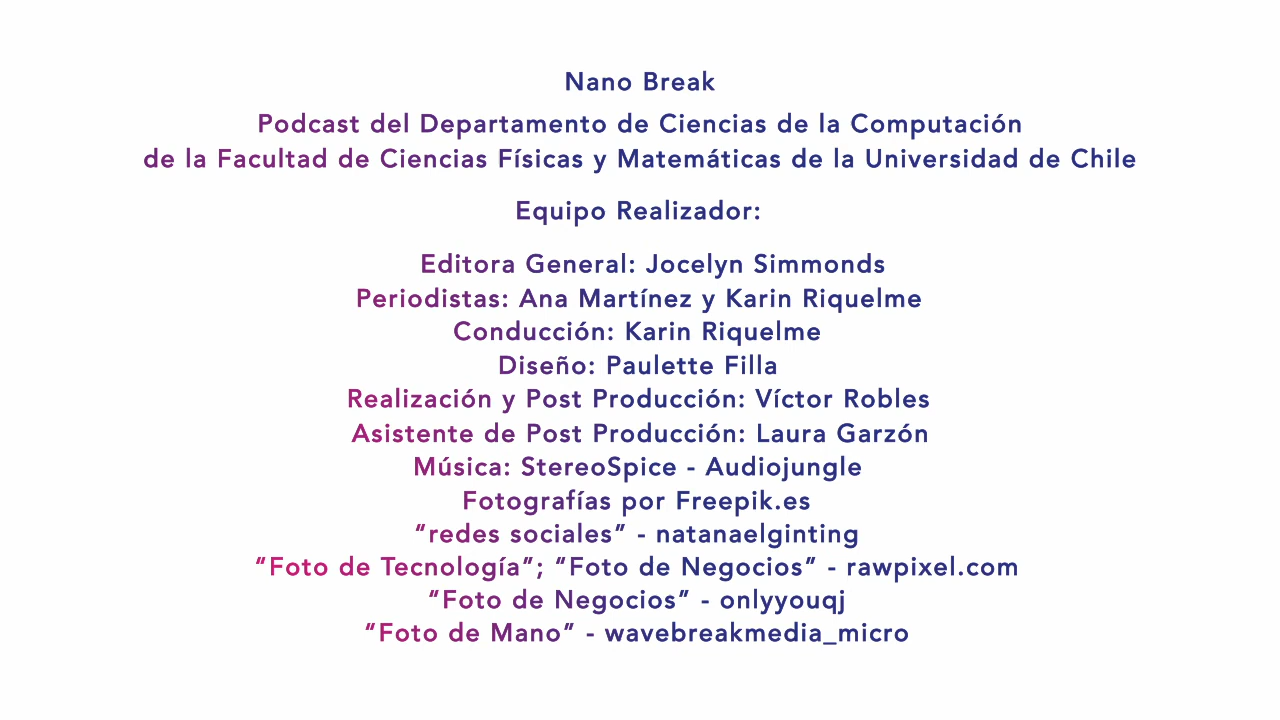 Nano Break
Podcast del Departamento de Ciencias de la Computación
de la Facultad de Ciencias Físicas y Matemáticas de la Universidad de Chile
Equipo Realizador:
Editora General: Jocelyn Simmonds
Periodistas: Ana Martínez y Karin Riquelme
Conducción: Karin Riquelme
Diseño: Paulette Filla
Realización y Post Producción: Víctor Robles
Asistente de Post Producción: Laura Garzón
Música: StereoSpice - Audiojungle
Fotografías por Freepik.es
“redes sociales” - natanaelginting
“Foto de Tecnología”; “Foto de Negocios” - rawpixel.com
“Foto de Negocios” - onlyyouqj
“Foto de Mano” - wavebreakmedia_micro